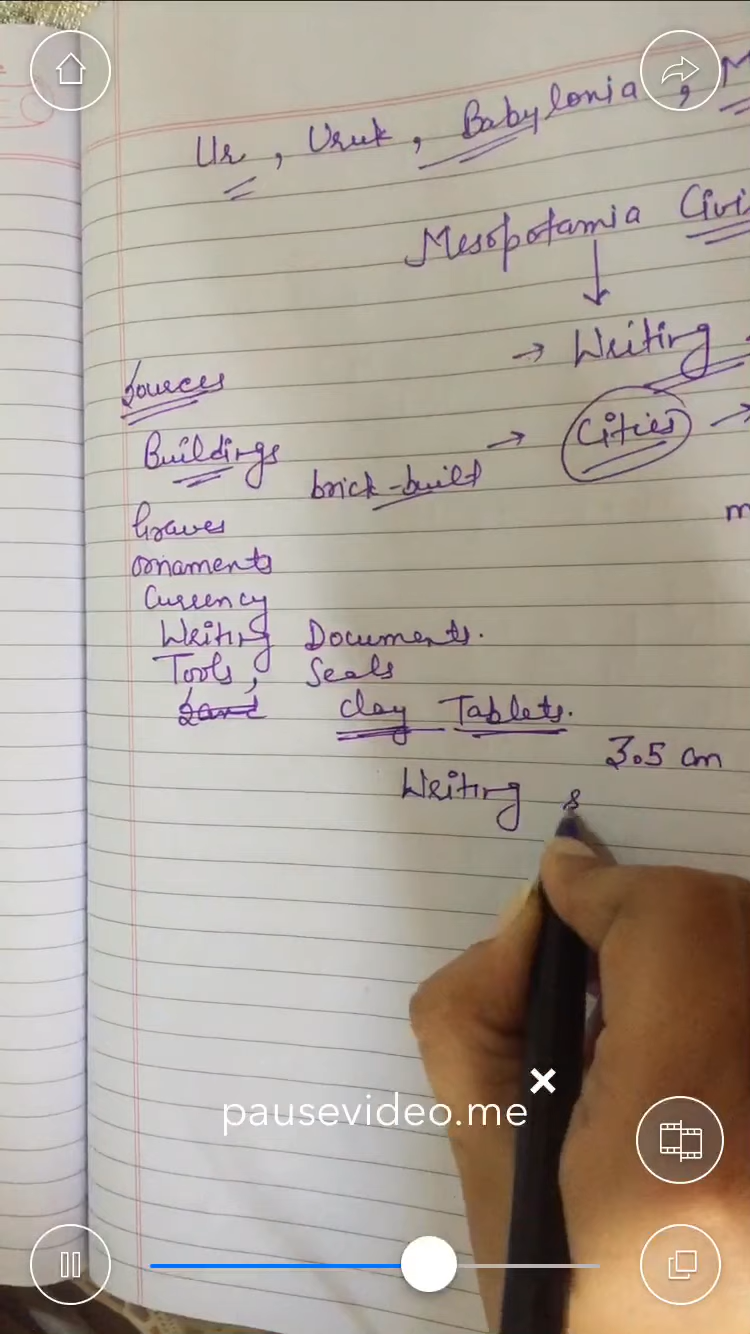 Ur, Uruk, Babylonia, M
Mesopotamia Civi
→ Writing
Sources
Buildings
brick-built → Cities →
Graves
m
ornaments
Currency
Writing Documents.
Tools, Seals
Clay Tablets.
3.5 cm
Writing s
pausevideo.me